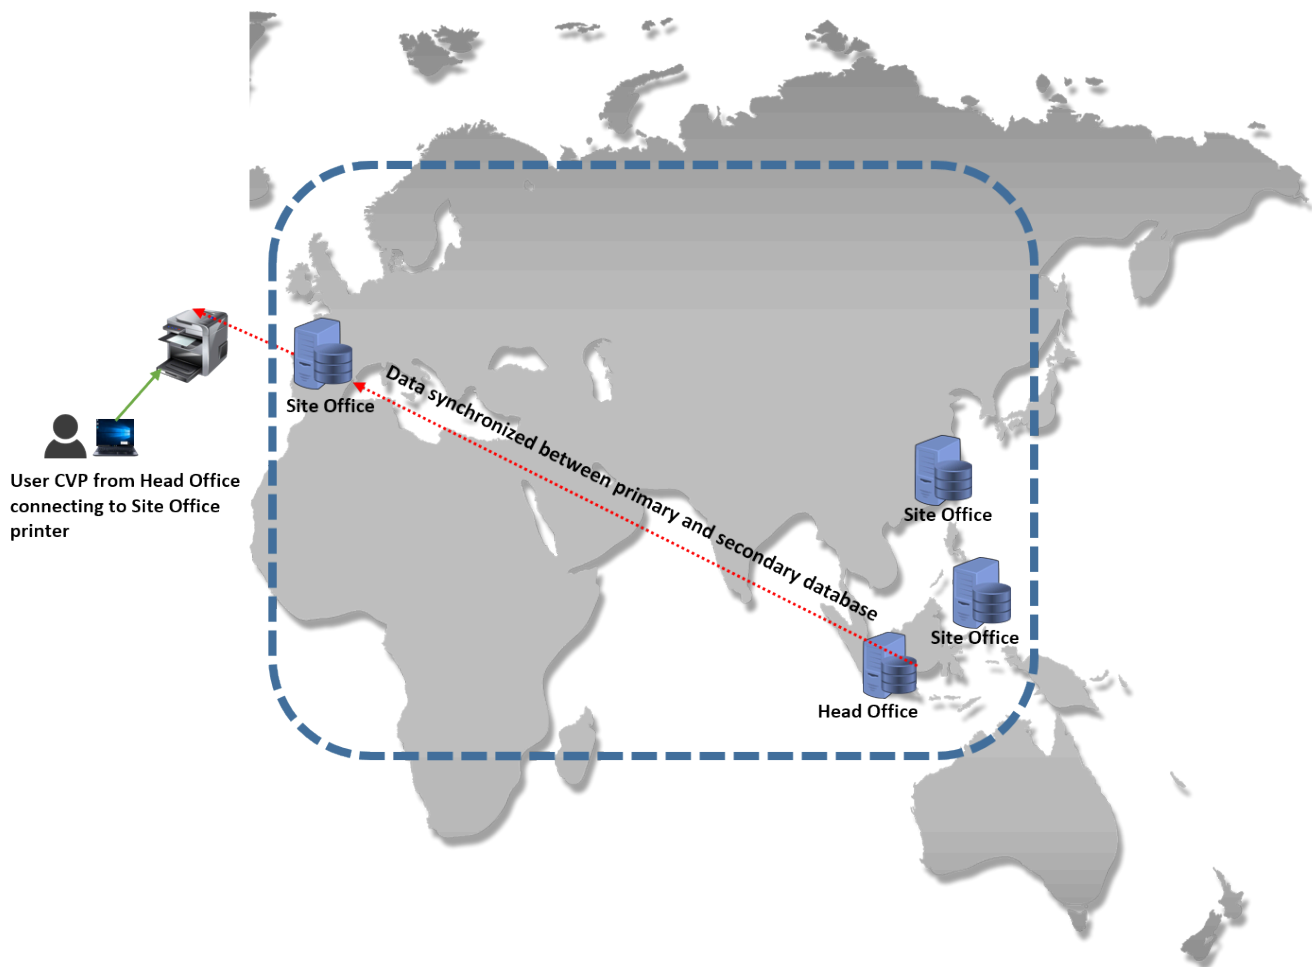 Data synchronized between primary and secondary database
Site Office
User CVP from Head Office
connecting to Site Office
printer
Site Office
Site Office
Head Office